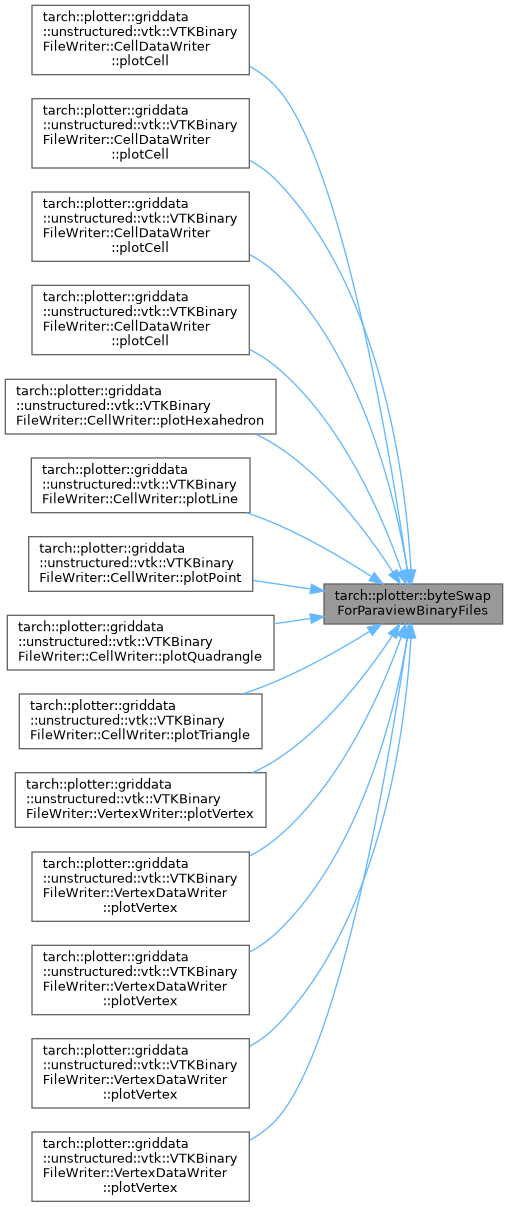 tarch::plotter::griddata
::unstructured::vtk::VTKBinary
FileWriter::CellDataWriter
::plotCell
tarch::plotter::griddata
::unstructured::vtk::VTKBinary
FileWriter::CellDataWriter
::plotCell
tarch::plotter::griddata
::unstructured::vtk::VTKBinary
FileWriter::CellDataWriter
::plotCell
tarch::plotter::griddata
::unstructured::vtk::VTKBinary
FileWriter::CellDataWriter
::plotCell
tarch::plotter::griddata
::unstructured::vtk::VTKBinary
FileWriter::CellWriter::plotHexahedron
tarch::plotter::griddata
::unstructured::vtk::VTKBinary
FileWriter::CellWriter::plotLine
tarch::plotter::griddata
::unstructured::vtk::VTKBinary
FileWriter::CellWriter::plotPoint
tarch::plotter::byteSwap
ForParaviewBinaryFiles
tarch::plotter::griddata
::unstructured::vtk::VTKBinary
FileWriter::CellWriter::plotQuadrangle
tarch::plotter::griddata
::unstructured::vtk::VTKBinary
FileWriter::CellWriter::plotTriangle
tarch::plotter::griddata
::unstructured::vtk::VTKBinary
FileWriter::VertexWriter::plotVertex
tarch::plotter::griddata
::unstructured::vtk::VTKBinary
FileWriter::VertexDataWriter
::plotVertex
tarch::plotter::griddata
::unstructured::vtk::VTKBinary
FileWriter::VertexDataWriter
::plotVertex
tarch::plotter::griddata
::unstructured::vtk::VTKBinary
FileWriter::VertexDataWriter
::plotVertex
tarch::plotter::griddata
::unstructured::vtk::VTKBinary
FileWriter::VertexDataWriter
::plotVertex